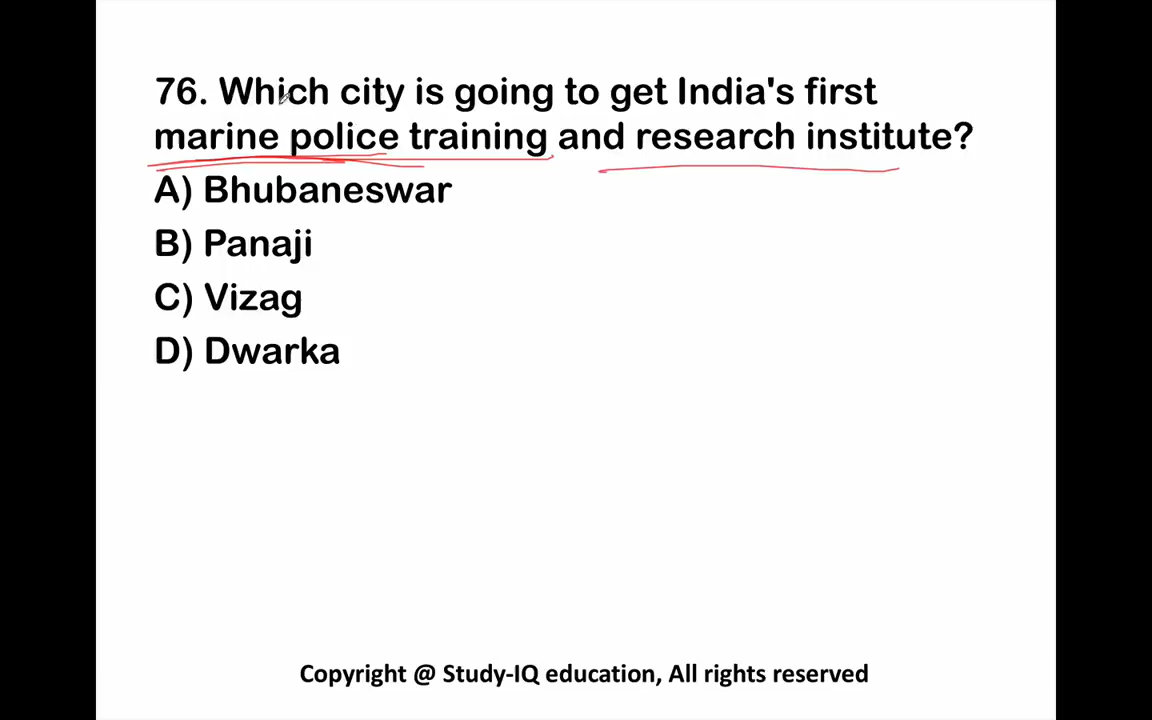 76. Which city is going to get India's first
marine police training and research institute?
A) Bhubaneswar
B) Panaji
C) Vizag
D) Dwarka
Copyright @ Study-IQ education, All rights reserved